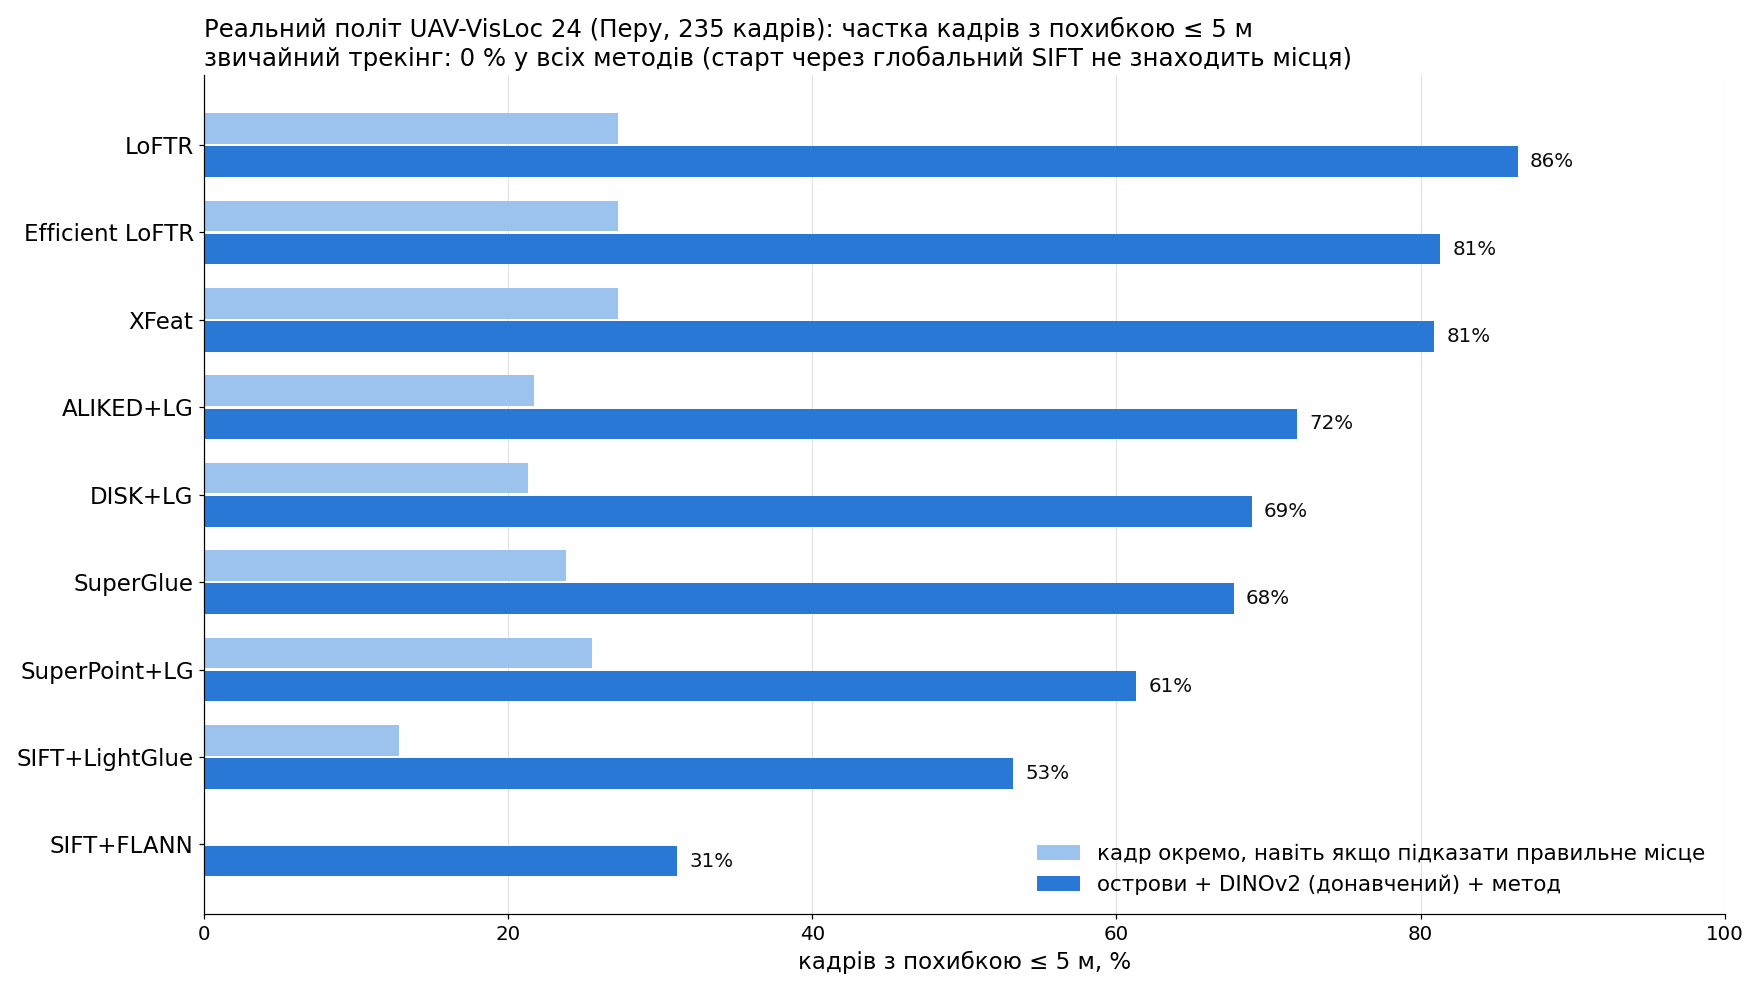 Реальний політ UAV-VisLoc 24 (Перу, 235 кадрів): частка кадрів з похибкою ≤ 5 м
звичайний трекінг: 0 % у всіх методів (старт через глобальний SIFT не знаходить місця)
LoFTR
86%
Efficient LoFTR
81%
XFeat
81%
ALIKED+LG
72%
DISK+LG
69%
SuperGlue
68%
SuperPoint+LG
61%
SIFT+LightGlue
53%
SIFT+FLANN
31%
кадр окремо, навіть якщо підказати правильне місце
острови + DINOv2 (донавчений) + метод
0
20
40
60
80
100
кадрів з похибкою ≤ 5 м, %